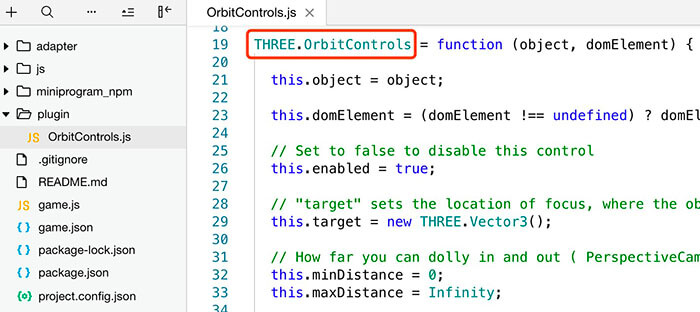 OrbitControls.js
adapter
js
miniprogram_npm
plugin
JS OrbitControls.js
.gitignore
README.md
JS game.js
{} game.json
{} package-lock.json
{} package.json
project.config.json
18
19 THREE.OrbitControls = function (object, domElement) {
20
21 this.object = object;
22
23 this.domElement = (domElement !== undefined) ? domEl
24
25 // Set to false to disable this control
26 this.enabled = true;
27
28 // "target" sets the location of focus, where the ob
29 this.target = new THREE.Vector3();
30
31 // How far you can dolly in and out ( PerspectiveCam
32 this.minDistance = 0;
33 this.maxDistance = Infinity;
34